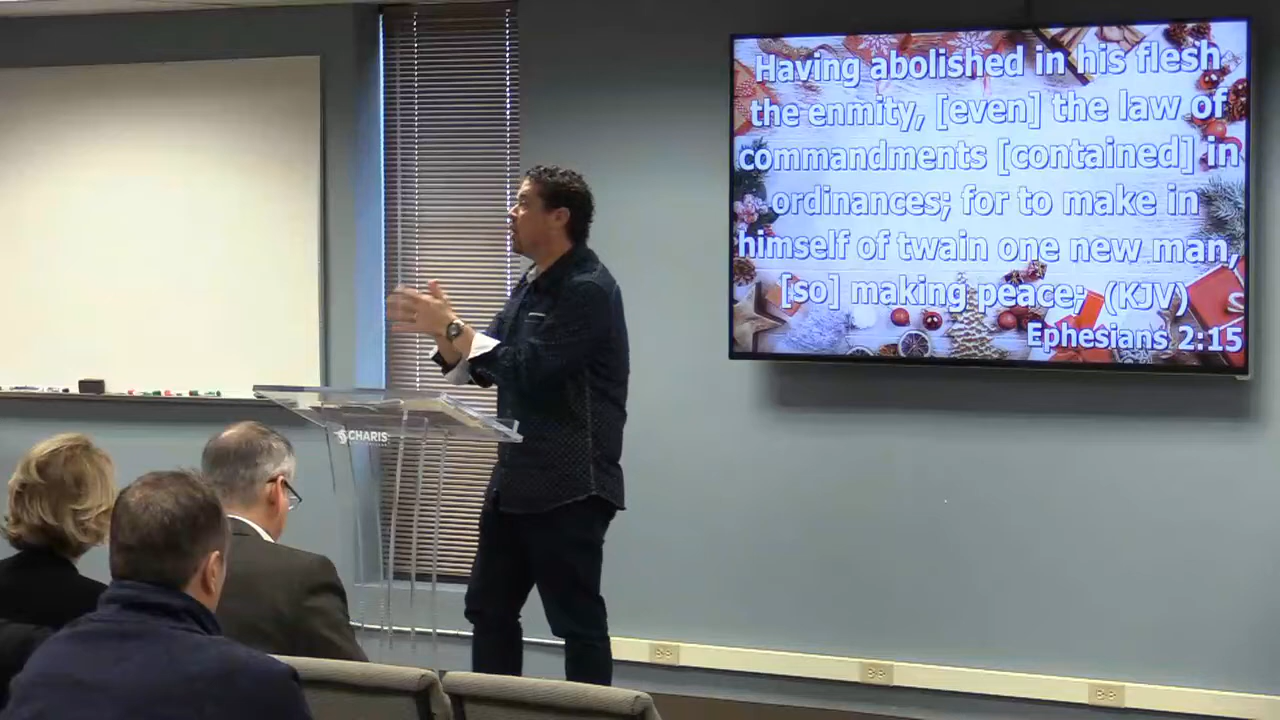 Having abolished in his flesh
the enmity, [even] the law of
commandments [contained] in
ordinances; for to make in
himself of twain one new man,
[so] making peace; (KJV)
Ephesians 2:15
CHARIS